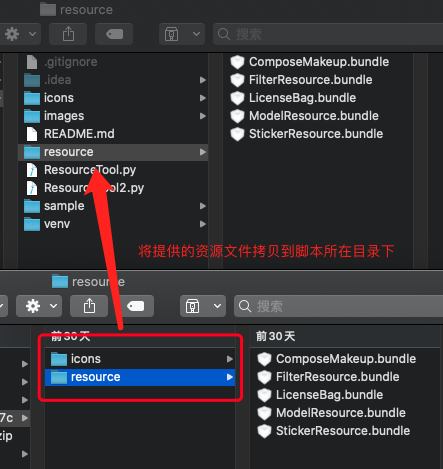 resource
搜索
.gitignore
.idea
icons
images
README.md
resource
ResourceTool.py
sample
venv
ComposeMakeup.bundle
FilterResource.bundle
LicenseBag.bundle
ModelResource.bundle
StickerResource.bundle
将提供的资源文件拷贝到脚本所在目录下
resource
搜索
前30天
icons
resource
前30天
ComposeMakeup.bundle
FilterResource.bundle
LicenseBag.bundle
ModelResource.bundle
StickerResource.bundle
7c
zip